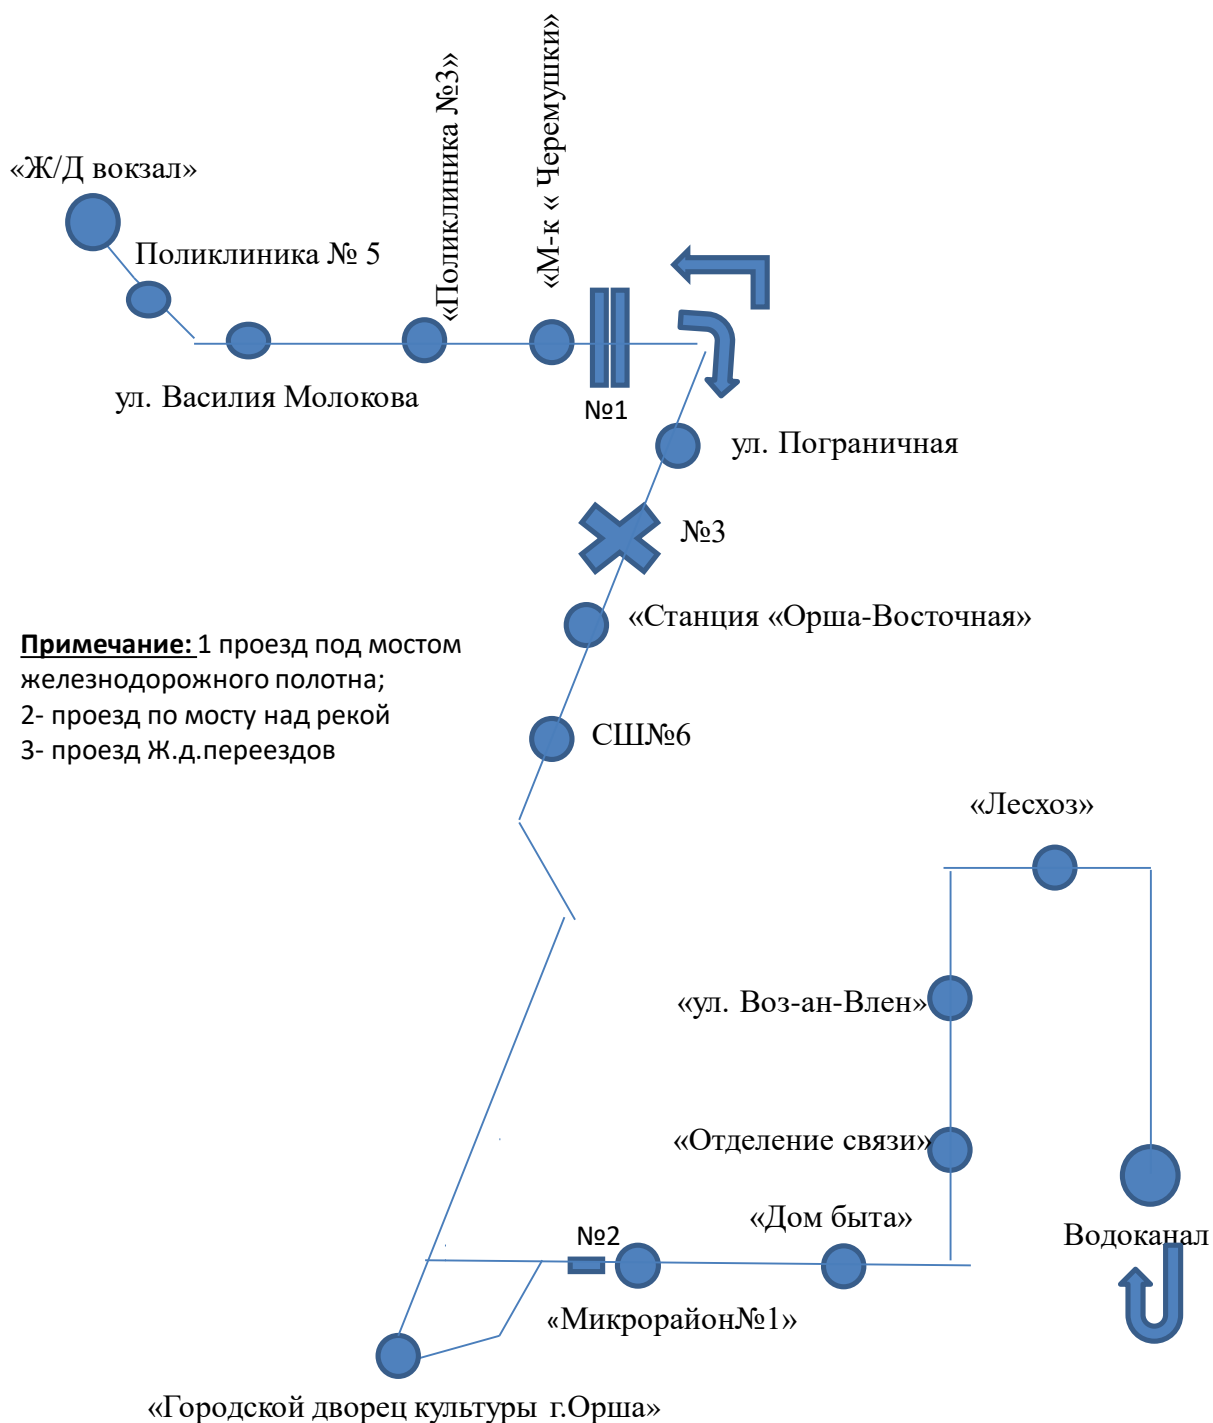 «Поликлиника №3»
«М-к « Черемушки»
«Ж/Д вокзал»
Поликлиника № 5
ул. Василия Молокова
№1
ул. Пограничная
№3
«Станция «Орша-Восточная»
Примечание: 1 проезд под мостом
железнодорожного полотна;
2- проезд по мосту над рекой
3- проезд Ж.д.переездов
СШ№6
«Лесхоз»
«ул. Воз-ан-Влен»
«Отделение связи»
«Дом быта»
Водоканал
№2
«Микрорайон№1»
«Городской дворец культуры г.Орша»